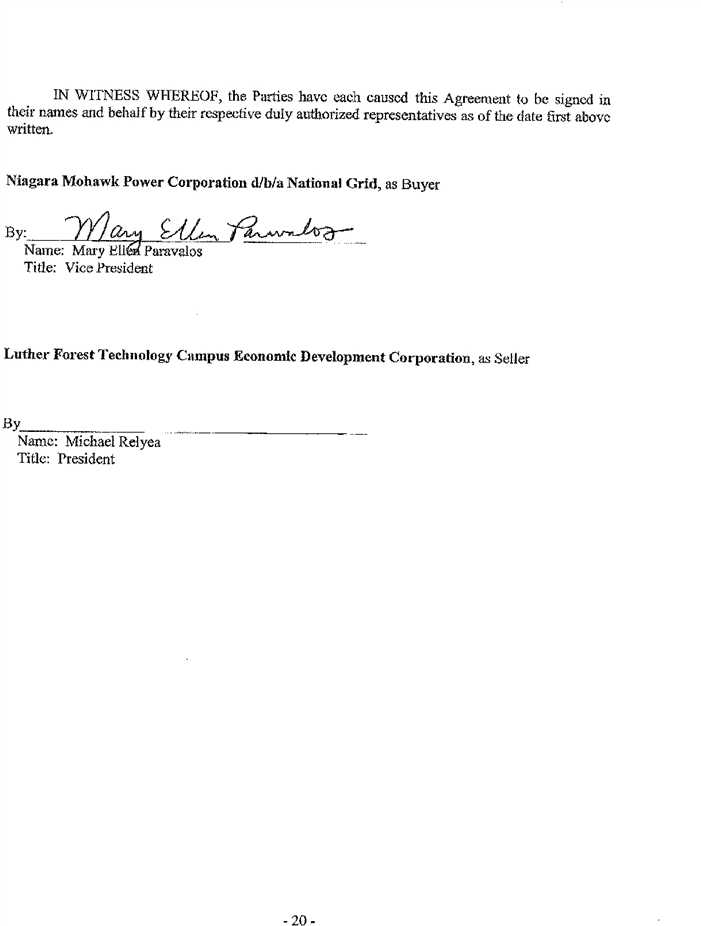 IN WITNESS WHEREOF, the Parties have each caused this Agreement to be signed in
their names and behalf by their respective duly authorized representatives as of the date first above
written.
Niagara Mohawk Power Corporation d/b/a National Grid, as Buyer
By: Mary Ellen Paravalos
Name: Mary Ellen Paravalos
Title: Vice President
Luther Forest Technology Campus Economic Development Corporation, as Seller
By
Name: Michael Relyea
Title: President
- 20 -